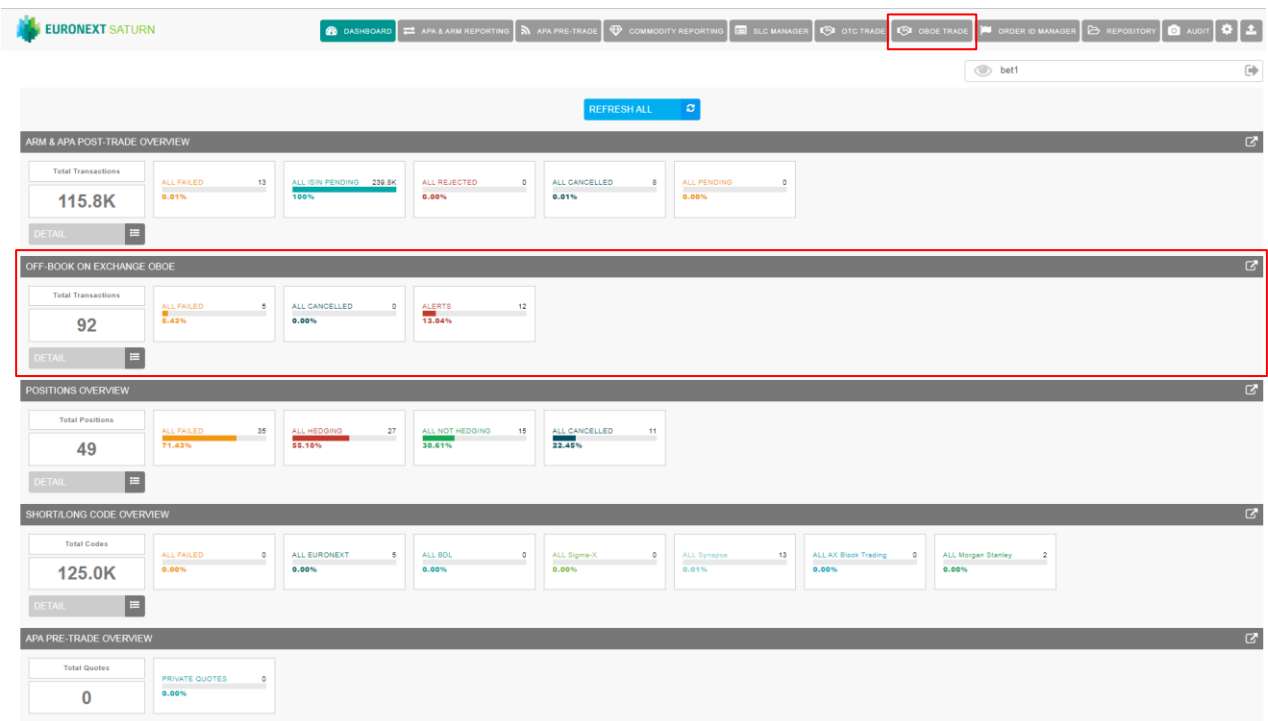 EURONEXT SATURN
DASHBOARD APA & ARM REPORTING APA PRE-TRADE COMMODITY REPORTING SLC MANAGER OTC TRADE OBOE TRADE ORDER ID MANAGER REPOSITORY AUDIT
bet1
REFRESH ALL
ARM & APA POST-TRADE OVERVIEW
Total Transactions
115.8K
DETAIL
ALL FAILED 13
0.01%
ALL ISIN PENDING 239.8K
100%
ALL REJECTED 0
0.00%
ALL CANCELLED 6
0.01%
ALL PENDING 0
0.00%
OFF-BOOK ON EXCHANGE OBOE
Total Transactions
92
DETAIL
ALL FAILED 5
5.43%
ALL CANCELLED 0
0.00%
ALERTS 12
13.04%
POSITIONS OVERVIEW
Total Positions
49
DETAIL
ALL FAILED 35
71.43%
ALL HEDGING 27
55.10%
ALL NOT HEDGING 15
30.61%
ALL CANCELLED 11
22.45%
SHORT/LONG CODE OVERVIEW
Total Codes
125.0K
DETAIL
ALL FAILED 0
0.00%
ALL EURONEXT 5
0.00%
ALL BOL 0
0.00%
ALL Sigma-X 0
0.00%
ALL Synapse 13
0.01%
ALL AX Block Trading 0
0.00%
ALL Morgan Stanley 2
0.00%
APA PRE-TRADE OVERVIEW
Total Quotes
0
PRIVATE QUOTES 0
0.00%